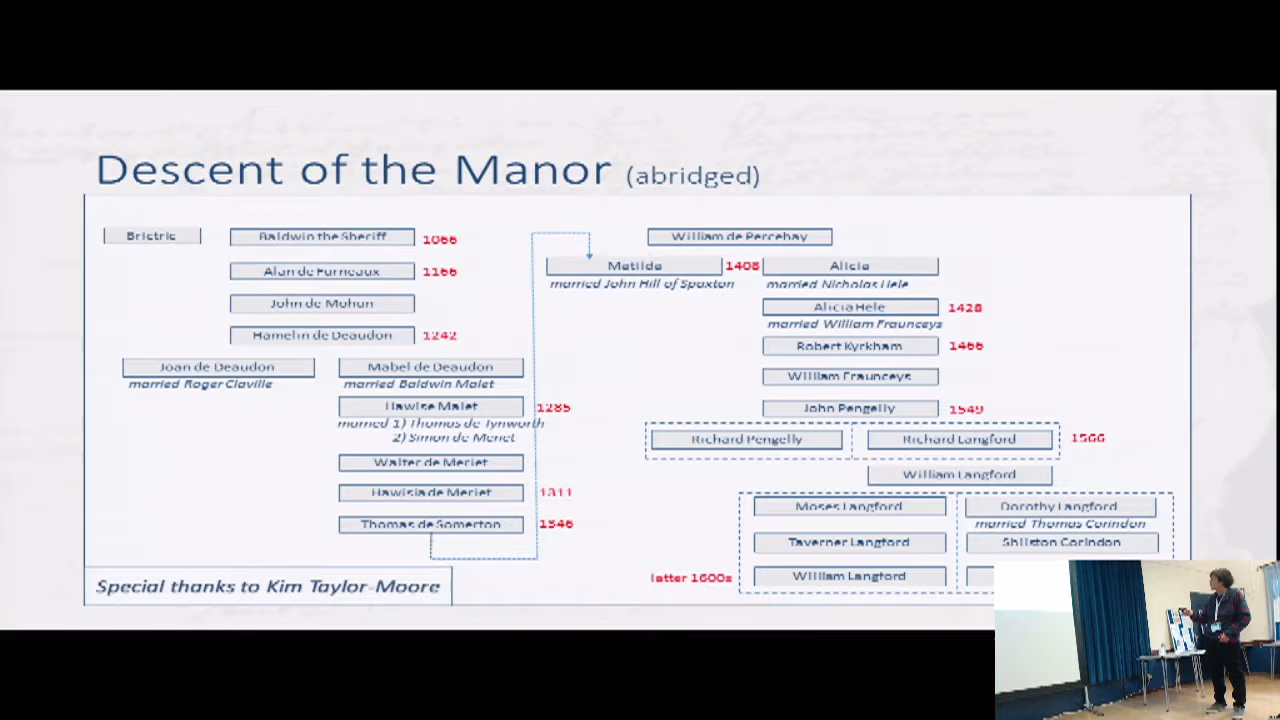 Descent of the Manor (abridged)
Brictric
Baldwin the Sheriff 1066
Alan de Furneaux 1166
John de Mohun
Hamelin de Deaudon 1242
Joan de Deaudon
married Roger Claville
Mabel de Deaudon
married Baldwin Malet
Hawise Malet 1285
married 1) Thomas de Tynworth
2) Simon de Meriet
Walter de Meriet
Hawisia de Meriet 1311
Thomas de Somerton 1346
William de Percehay
Matilda 1408
married John Hill of Spaxton
Alicia
married Nicholas Hele
Alicia Hele 1428
married William Fraunceys
Robert Kyrkham 1466
William Fraunceys
John Pengelly 1549
Richard Pengelly
Richard Langford 1566
William Langford
Moses Langford
Dorothy Langford
married Thomas Corindon
Taverner Langford
Shilston Corindon
latter 1600s William Langford
Special thanks to Kim Taylor-Moore